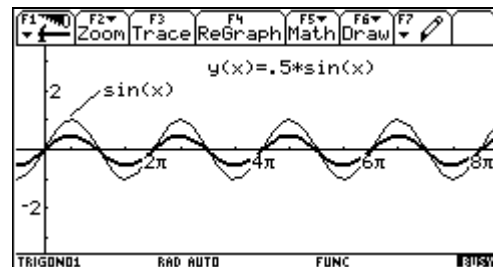 F1 F2 Zoom F3 Trace F4 ReGraph F5 Math F6 Draw F7
y(x)=.5*sin(x)
2
sin(x)
2π 4π 6π 8π
-2
TRIGONO1 RAD AUTO FUNC BUSY